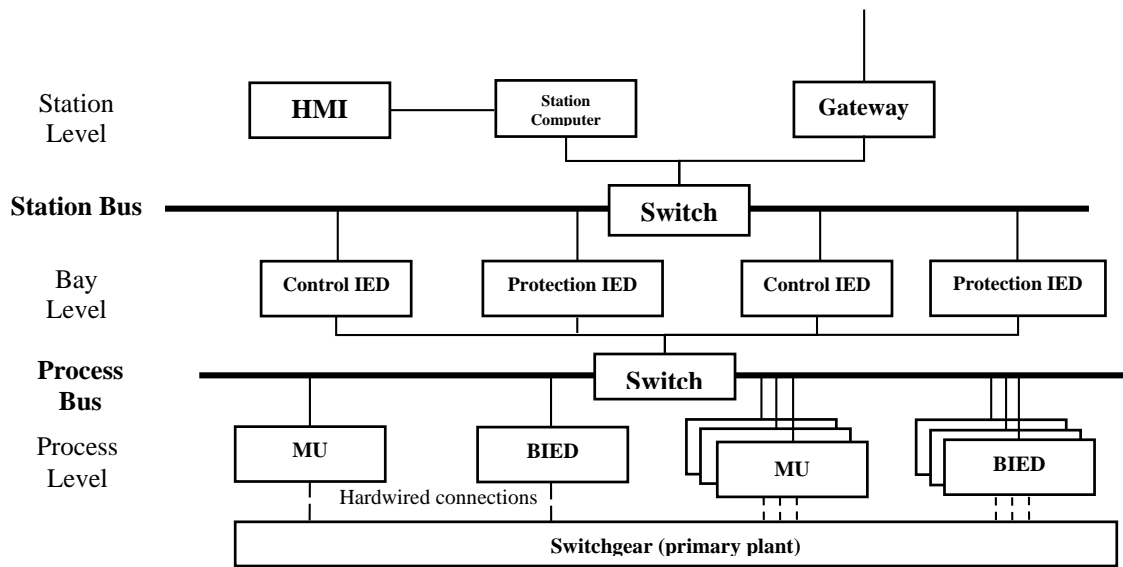 Station
Level
HMI
Station
Computer
Gateway
Station Bus
Switch
Bay
Level
Control IED
Protection IED
Control IED
Protection IED
Process
Bus
Switch
Process
Level
MU
BIED
MU
BIED
Hardwired connections
Switchgear (primary plant)